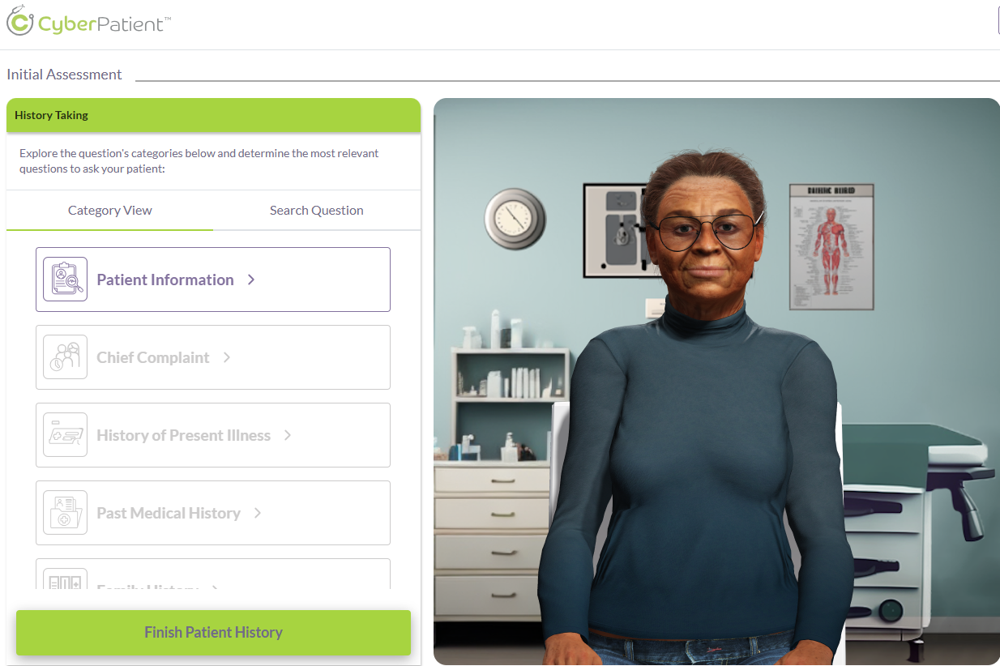 CyberPatient™
Initial Assessment
History Taking
Explore the question's categories below and determine the most relevant
questions to ask your patient:
Category View
Search Question
Patient Information
Chief Complaint
History of Present Illness
Past Medical History
Family History
Finish Patient History